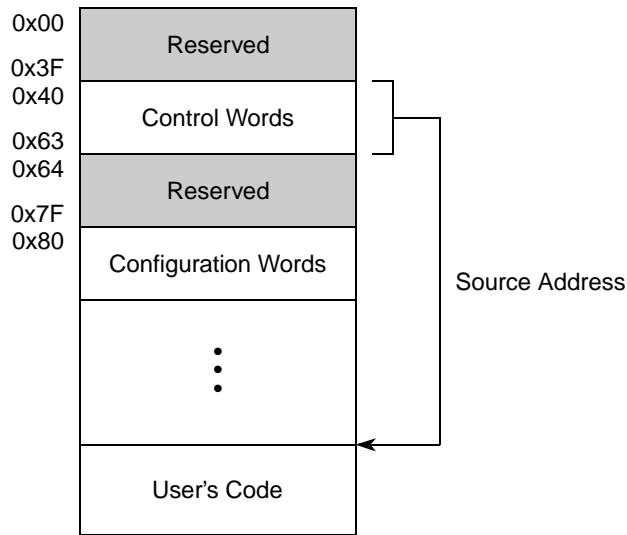 0x00
Reserved
0x3F
0x40
Control Words
0x63
0x64
Reserved
0x7F
0x80
Configuration Words
Source Address
User's Code